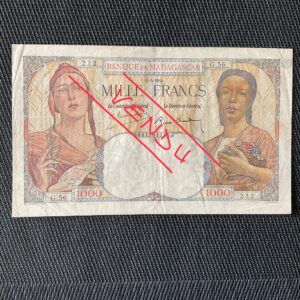 BANQUE DE MADAGASCAR
232 G.56
MILLE FRANCS
Le Directeur Général
VENDU
1000 1000
G.56 232